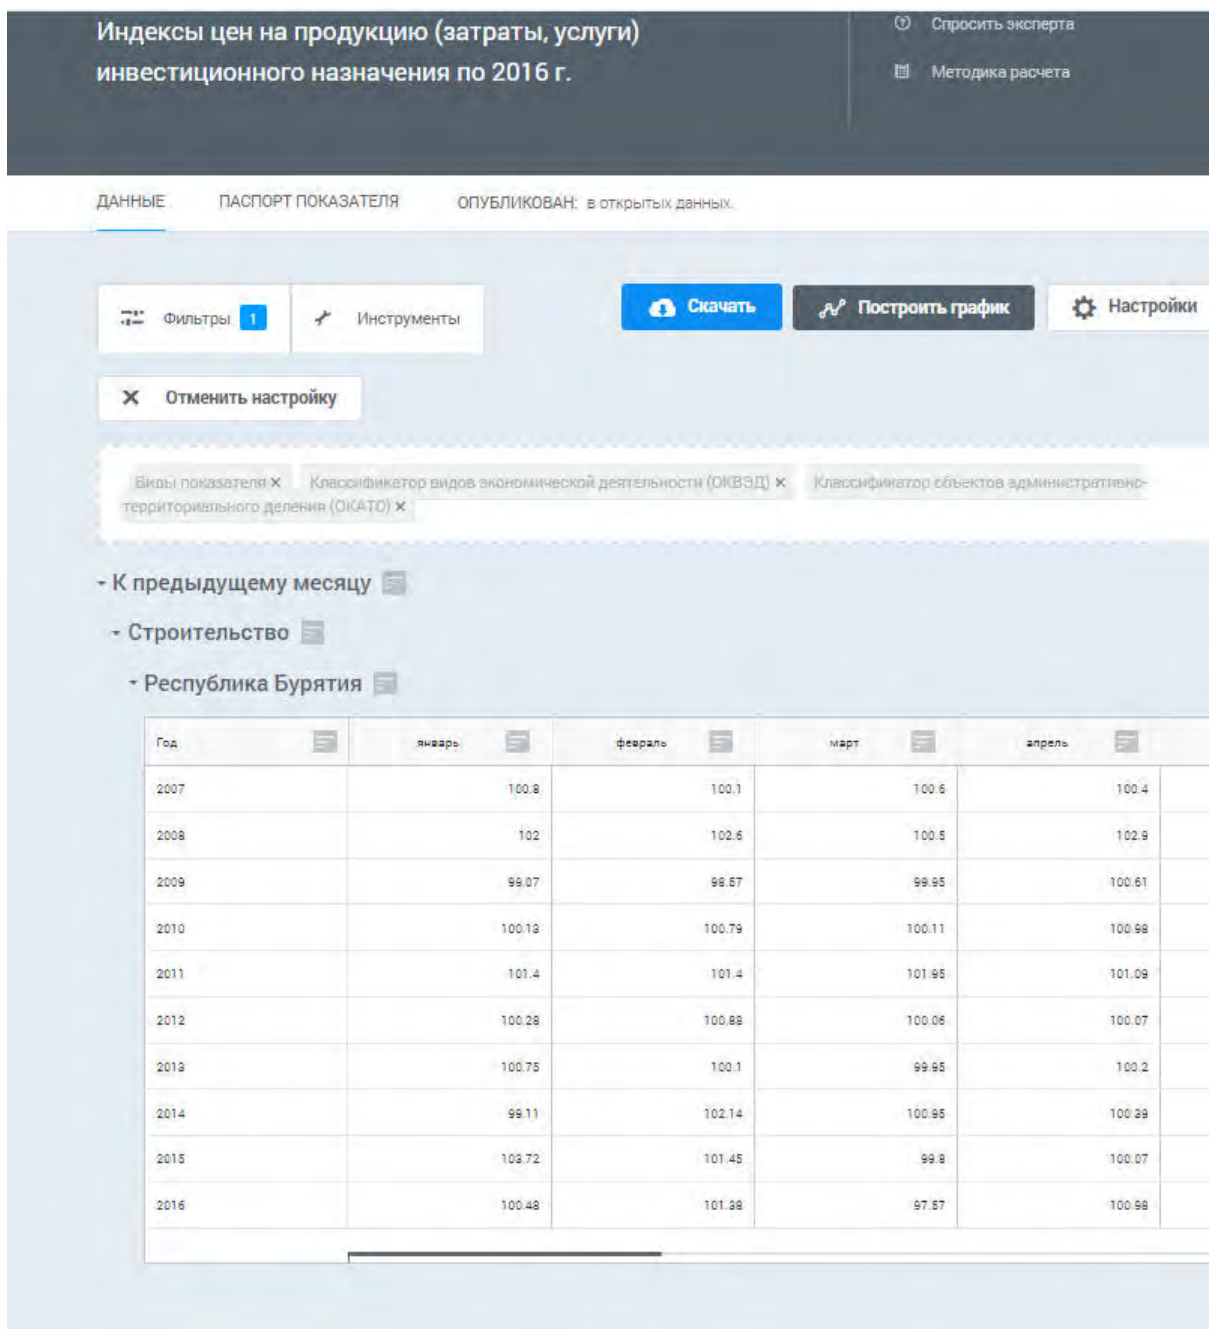 Индексы цен на продукцию (затраты, услуги)
инвестиционного назначения по 2016 г.
Спросить эксперта
Методика расчета
ДАННЫЕ ПАСПОРТ ПОКАЗАТЕЛЯ ОПУБЛИКОВАН: в открытых данных.
Фильтры 1 Инструменты Скачать Построить график Настройки
Отменить настройку
Виды показателя × Классификатор видов экономической деятельности (ОКВЭД) × Классификатор объектов административно-
территориального деления (ОКАТО) ×
К предыдущему месяцу
Строительство
Республика Бурятия
Год январь февраль март апрель
2007 100.8 100.1 100.6 100.4
2008 102 102.6 100.5 102.9
2009 99.07 98.57 99.95 100.61
2010 100.13 100.79 100.11 100.98
2011 101.4 101.4 101.95 101.09
2012 100.28 100.88 100.06 100.07
2013 100.75 100.1 99.95 100.2
2014 99.11 102.14 100.95 100.39
2015 103.72 101.45 99.8 100.07
2016 100.48 101.38 97.57 100.98